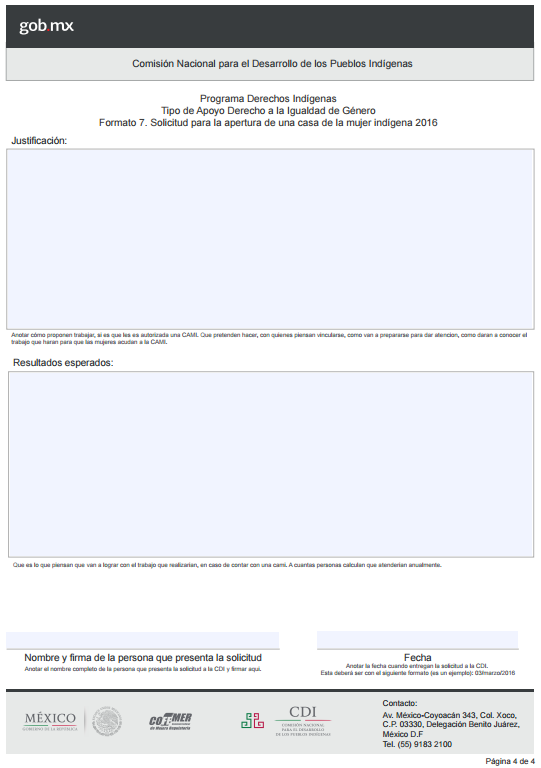 gob.mx
Comisión Nacional para el Desarrollo de los Pueblos Indígenas
Programa Derechos Indígenas
Tipo de Apoyo Derecho a la Igualdad de Género
Formato 7. Solicitud para la apertura de una casa de la mujer indígena 2016
Justificación:
Anotar cómo proponen trabajar, si es que les es autorizada una CAMI. Que pretenden hacer, con quienes piensan vincularse, como van a prepararse para dar atencion, como daran a conocer el
trabajo que haran para que las mujeres acudan a la CAMI.
Resultados esperados:
Que es lo que piensan que van a lograr con el trabajo que realizarian, en caso de contar con una cami. A cuantas personas calculan que atenderian anualmente.
Nombre y firma de la persona que presenta la solicitud
Anotar el nombre completo de la persona que presenta la solicitud a la CDI y firmar aquí.
Fecha
Anotar la fecha cuando entregan la solicitud a la CDI.
Esta deberá ser con el siguiente formato (es un ejemplo): 03/marzo/2016
MÉXICO
GOBIERNO DE LA REPÚBLICA
COFEMER
de Mejora Regulatoria
CDI
COMISIÓN NACIONAL
PARA EL DESARROLLO
DE LOS PUEBLOS INDÍGENAS
Contacto:
Av. México-Coyoacán 343, Col. Xoco,
C.P. 03330, Delegación Benito Juárez,
México D.F
Tel. (55) 9183 2100
Página 4 de 4